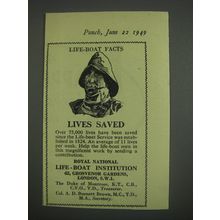 Punch, June 22 1949
LIFE-BOAT FACTS
LIVES SAVED
Over 75,000 lives have been saved
since the Life-boat Service was estab-
lished in 1824. An average of 11 lives
per week. Help the life-boat men in
this magnificent work by sending a
contribution.
ROYAL NATIONAL
LIFE-BOAT INSTITUTION
42, GROSVENOR GARDENS,
LONDON, S.W.1.
The Duke of Montrose, K.T., C.B.,
C.V.O., V.D., Treasurer.
Col. A. D. Burnett Brown, M.C., T.D.,
M.A., Secretary.